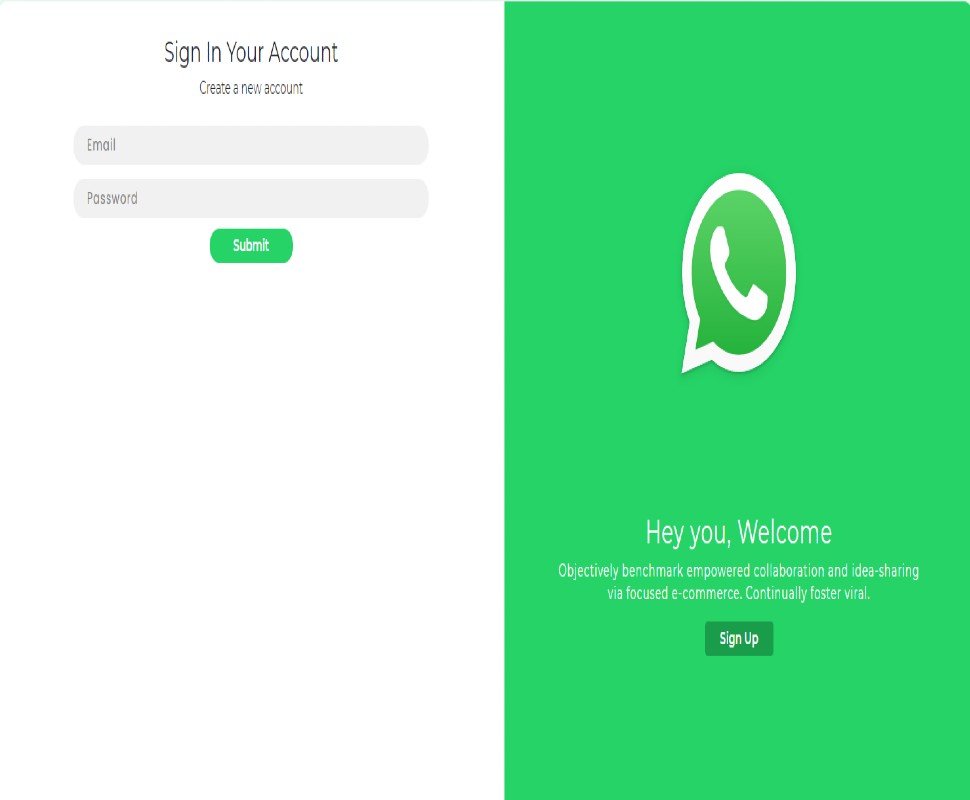 Sign In Your Account
Create a new account
Email
Password
Submit
Hey you, Welcome
Objectively benchmark empowered collaboration and idea-sharing
via focused e-commerce. Continually foster viral.
Sign Up